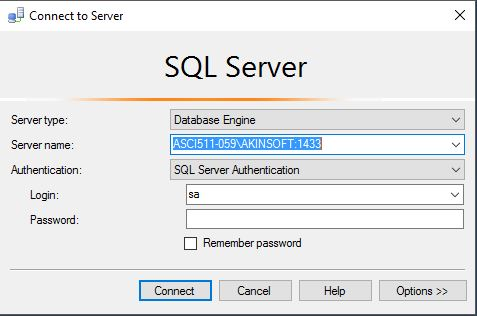 Connect to Server
SQL Server
Server type: Database Engine
Server name: ASCI511-059\AKINSOFT:1433
Authentication: SQL Server Authentication
Login: sa
Password:
Remember password
Connect Cancel Help Options >>